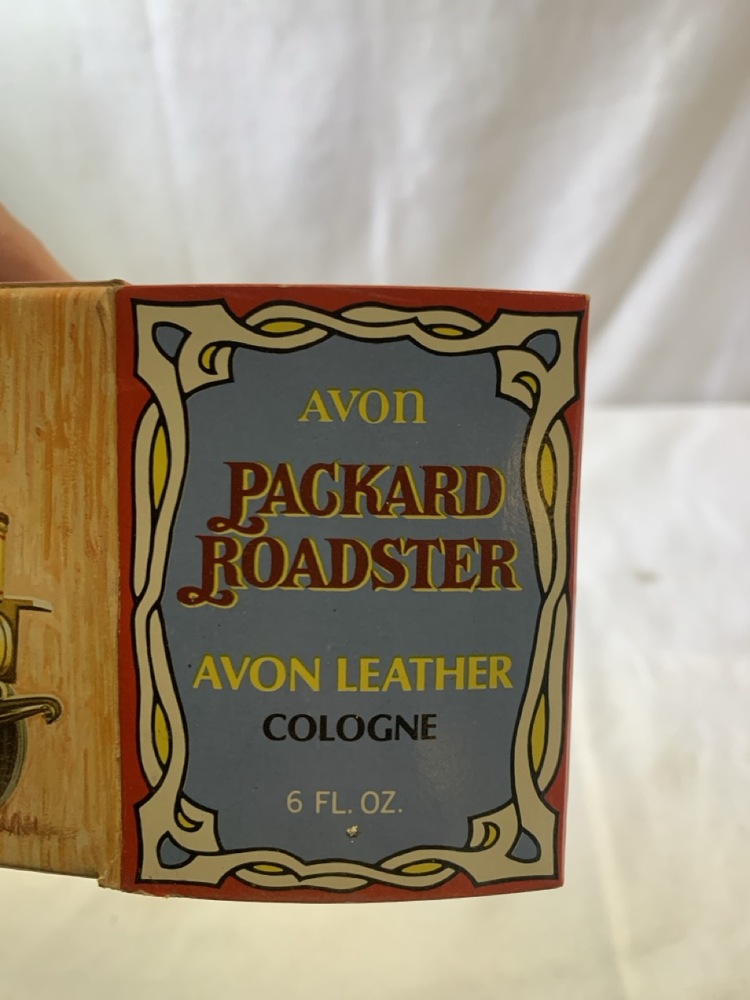 AVON
PACKARD
ROADSTER
AVON LEATHER
COLOGNE
6 FL. OZ.